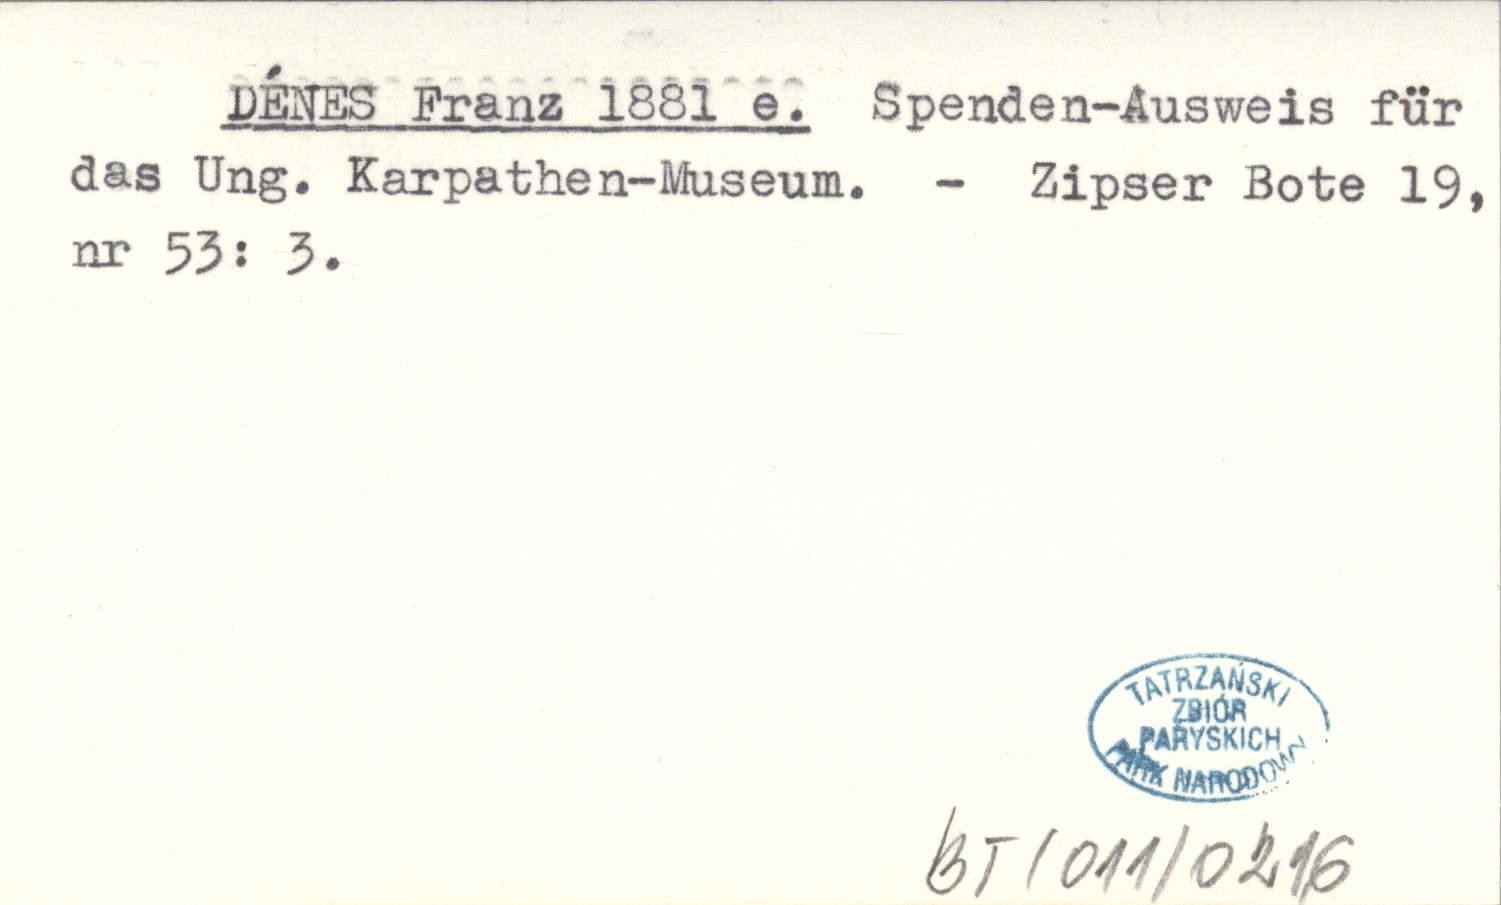 DÉNES Franz 1881 e. Spenden-Ausweis für
das Ung. Karpathen-Museum. - Zipser Bote 19,
nr 53: 3.
TATRZAŃSKI
ZBIÓR
PARYSKICH
PARK NARODOWY
BT/011/0216